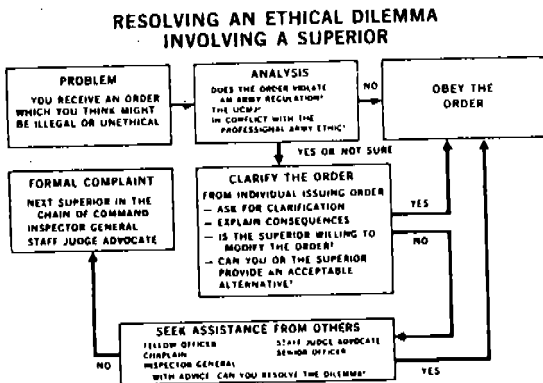 RESOLVING AN ETHICAL DILEMMA
INVOLVING A SUPERIOR
PROBLEM
YOU RECEIVE AN ORDER
WHICH YOU THINK MIGHT
BE ILLEGAL OR UNETHICAL
ANALYSIS
DOES THE ORDER VIOLATE
AN ARMY REGULATION?
THE UCMJ?
IN CONFLICT WITH THE
PROFESSIONAL ARMY ETHIC?
NO
OBEY THE
ORDER
YES OR NOT SURE
FORMAL COMPLAINT
NEXT SUPERIOR IN THE
CHAIN OF COMMAND
INSPECTOR GENERAL
STAFF JUDGE ADVOCATE
CLARIFY THE ORDER
FROM INDIVIDUAL ISSUING ORDER
– ASK FOR CLARIFICATION
– EXPLAIN CONSEQUENCES
– IS THE SUPERIOR WILLING TO
MODIFY THE ORDER?
– CAN YOU OR THE SUPERIOR
PROVIDE AN ACCEPTABLE
ALTERNATIVE?
YES
NO
SEEK ASSISTANCE FROM OTHERS
FELLOW OFFICER STAFF JUDGE ADVOCATE
CHAPLAIN SENIOR OFFICER
INSPECTOR GENERAL
WITH ADVICE CAN YOU RESOLVE THE DILEMMA?
NO
YES